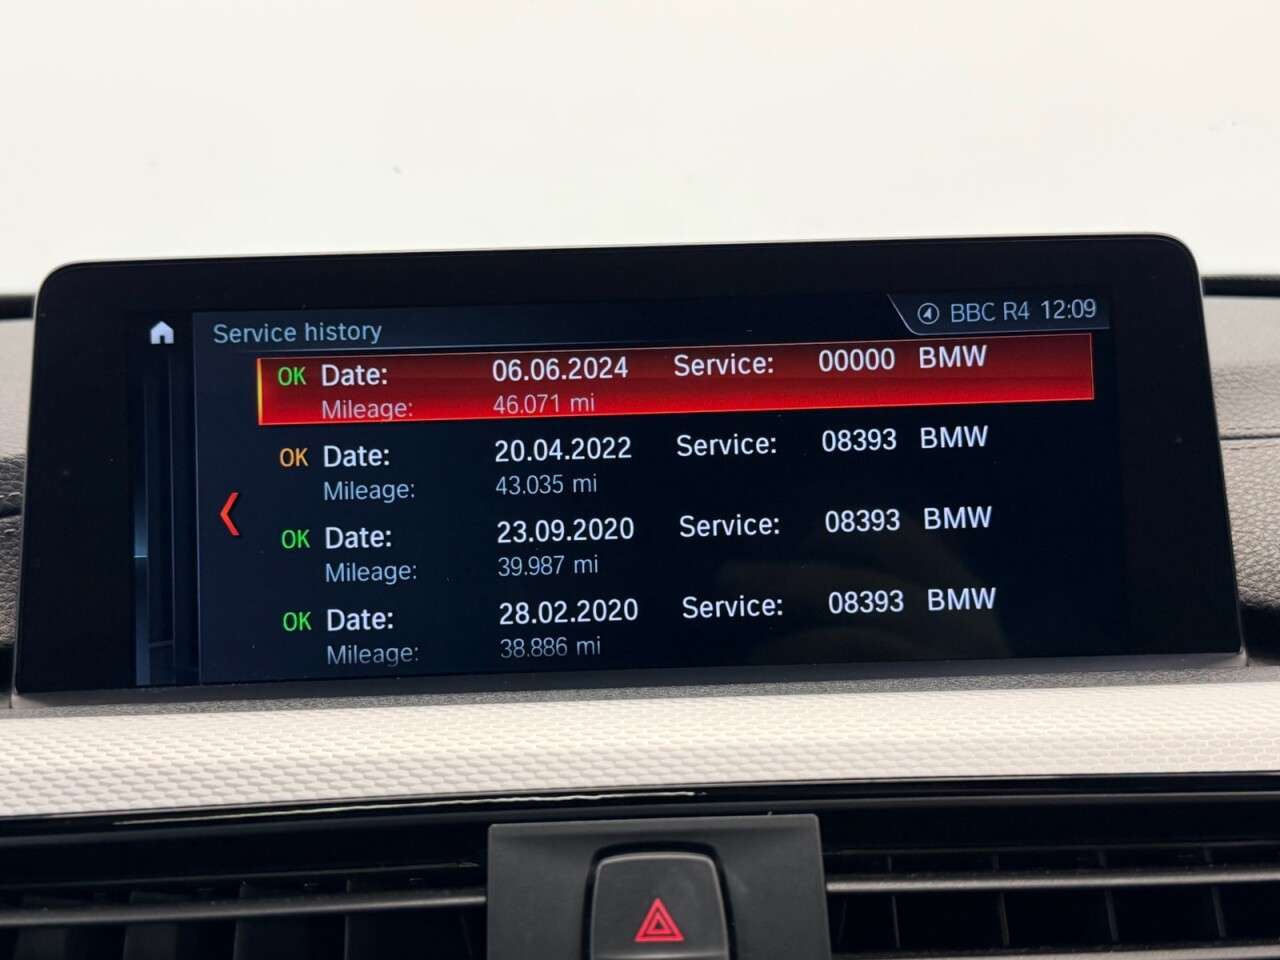 Service history
BBC R4 12:09
OK Date: 06.06.2024 Service: 00000 BMW
Mileage: 46.071 mi
OK Date: 20.04.2022 Service: 08393 BMW
Mileage: 43.035 mi
OK Date: 23.09.2020 Service: 08393 BMW
Mileage: 39.987 mi
OK Date: 28.02.2020 Service: 08393 BMW
Mileage: 38.886 mi